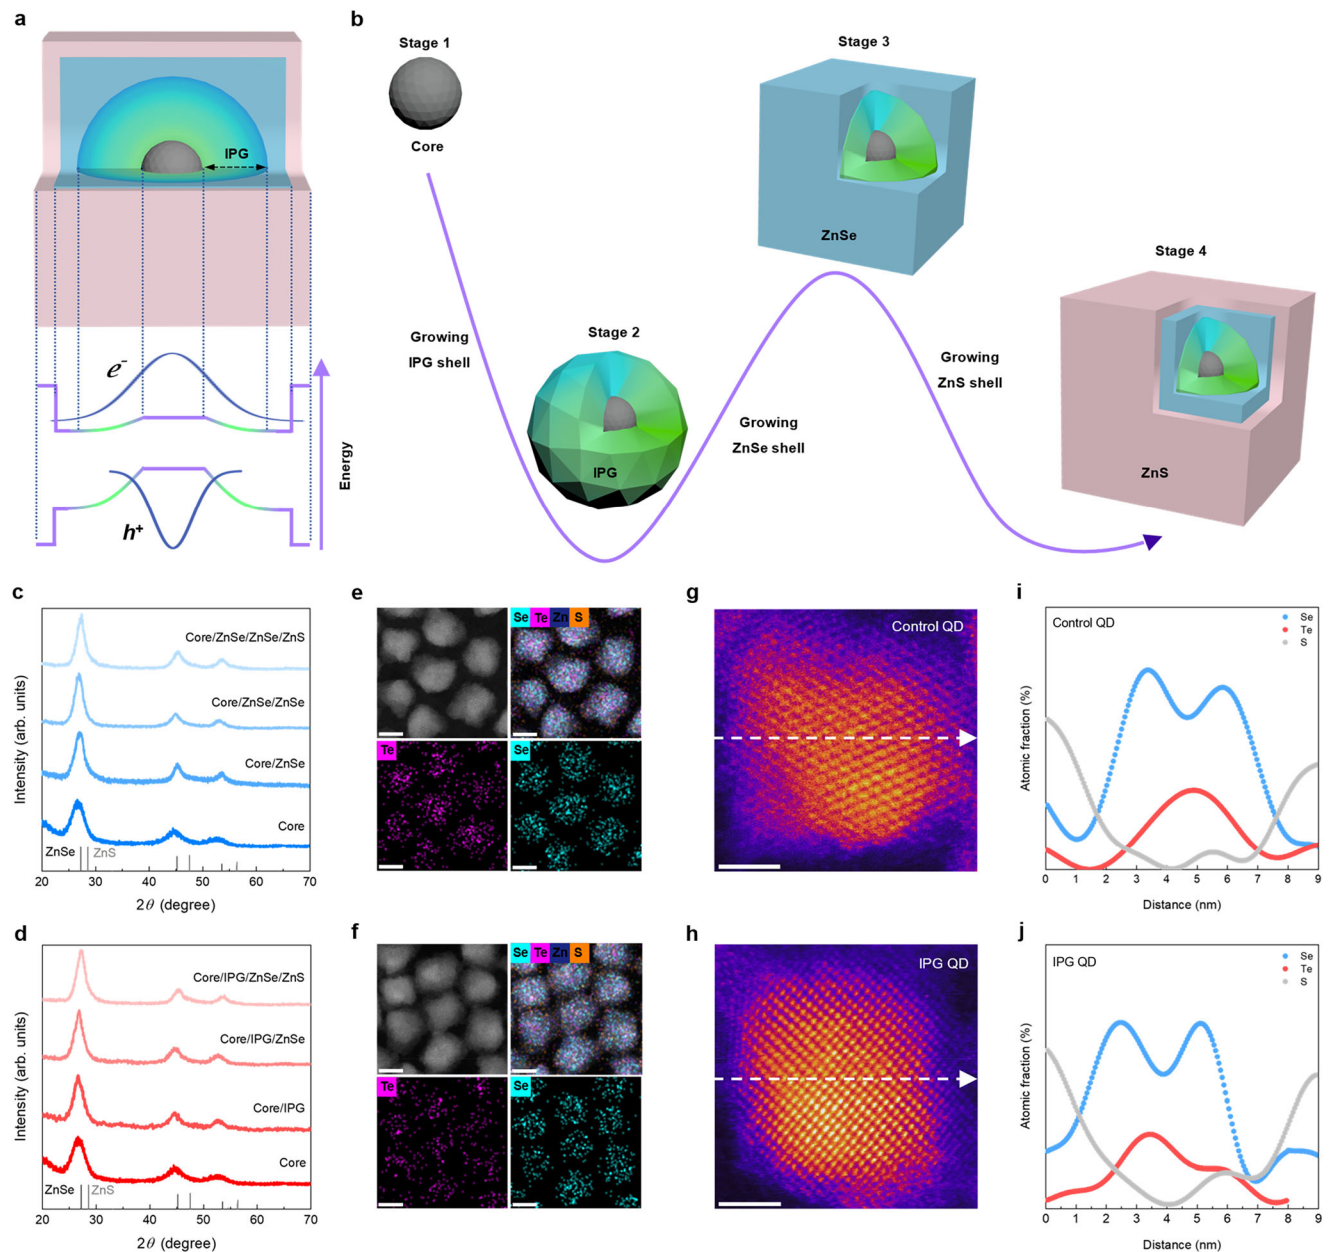 a
IPG
e⁻
h⁺
Energy
b
Stage 1
Core
Growing
IPG shell
Stage 2
IPG
Growing
ZnSe shell
Stage 3
ZnSe
Growing
ZnS shell
Stage 4
ZnS
c
Intensity (arb. units)
Core/ZnSe/ZnSe/ZnS
Core/ZnSe/ZnSe
Core/ZnSe
Core
ZnSe ZnS
20 30 40 50 60 70
2θ (degree)
d
Intensity (arb. units)
Core/IPG/ZnSe/ZnS
Core/IPG/ZnSe
Core/IPG
Core
ZnSe ZnS
20 30 40 50 60 70
2θ (degree)
e
Se Te Zn S
Te
Se
f
Se Te Zn S
Te
Se
g
Control QD
h
IPG QD
i
Control QD
Se
Te
S
Atomic fraction (%)
0 1 2 3 4 5 6 7 8 9
Distance (nm)
j
IPG QD
Se
Te
S
Atomic fraction (%)
0 1 2 3 4 5 6 7 8 9
Distance (nm)